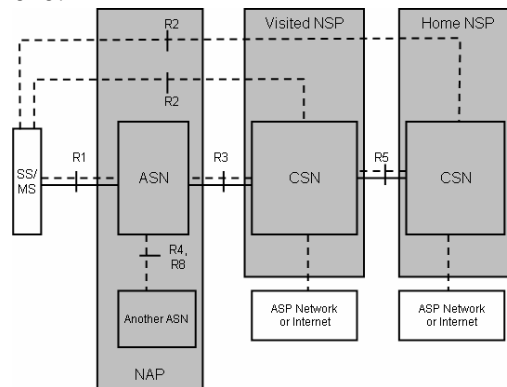 R2
Visited NSP
Home NSP
R2
SS/
MS
R1
ASN
R3
CSN
R5
CSN
R4,
R8
Another ASN
ASP Network
or Internet
ASP Network
or Internet
NAP